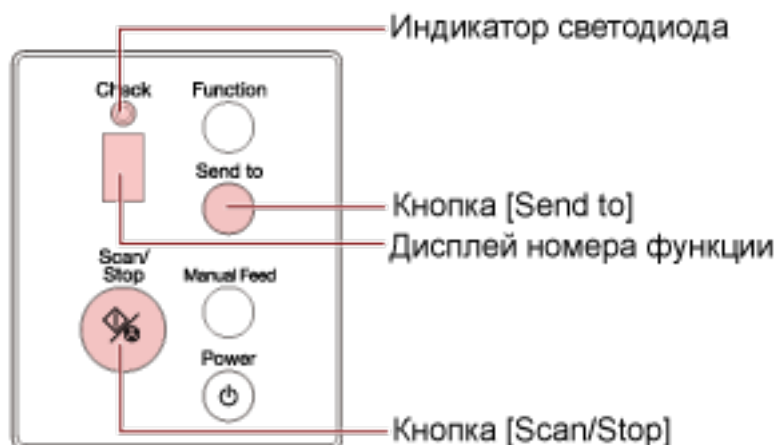 Индикатор светодиода
Check
Function
Send to
Кнопка [Send to]
Дисплей номера функции
Scan/
Stop
Manual Feed
Power
Кнопка [Scan/Stop]